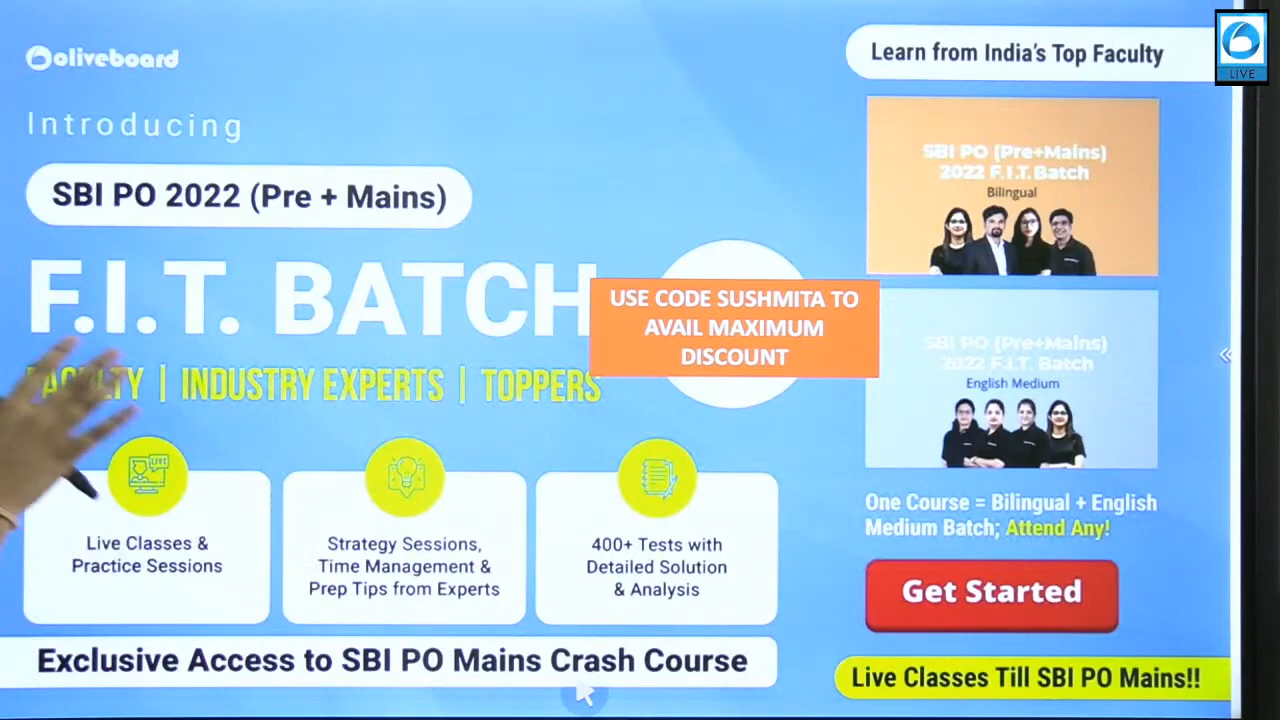 oliveboard
Introducing
SBI PO 2022 (Pre + Mains)
F.I.T. BATCH
FACULTY | INDUSTRY EXPERTS | TOPPERS
USE CODE SUSHMITA TO
AVAIL MAXIMUM
DISCOUNT
LIVE
Live Classes &
Practice Sessions
Strategy Sessions,
Time Management &
Prep Tips from Experts
400+ Tests with
Detailed Solution
& Analysis
Exclusive Access to SBI PO Mains Crash Course
Learn from India's Top Faculty
SBI PO (Pre+Mains)
2022 F.I.T. Batch
Bilingual
SBI PO (Pre+Mains)
2022 F.I.T. Batch
English Medium
One Course = Bilingual + English
Medium Batch; Attend Any!
Get Started
Live Classes Till SBI PO Mains!!
LIVE